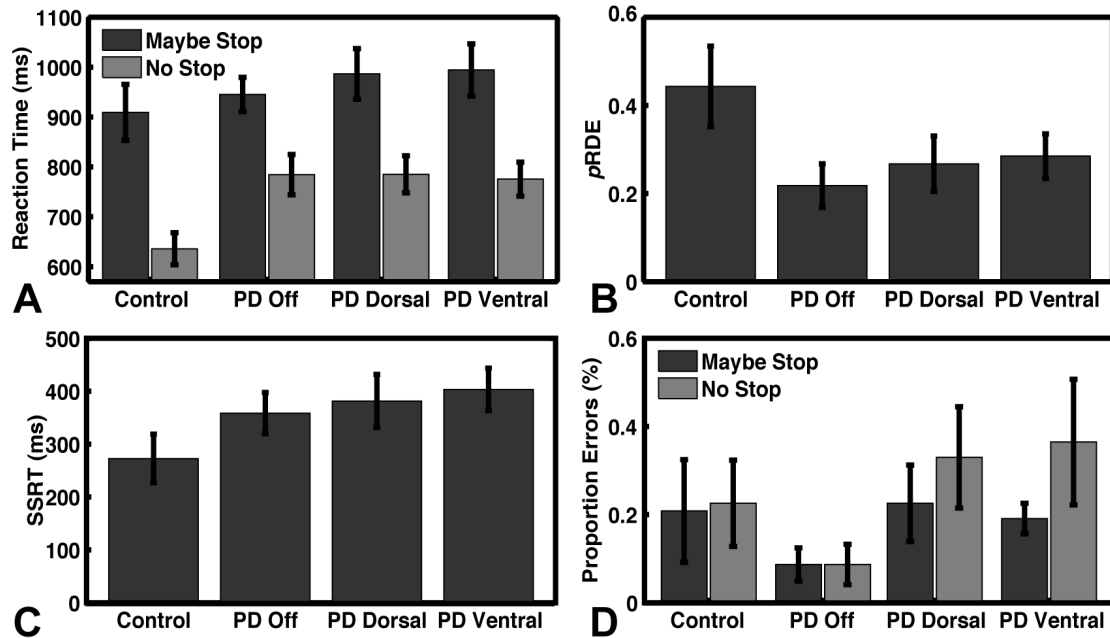 1100
1000
900
800
700
600
Reaction Time (ms)
Maybe Stop
No Stop
Control
PD Off
PD Dorsal
PD Ventral
A
0.6
0.4
0.2
0
pRDE
Control
PD Off
PD Dorsal
PD Ventral
B
500
400
300
200
100
0
SSRT (ms)
Control
PD Off
PD Dorsal
PD Ventral
C
0.6
0.4
0.2
0
Proportion Errors (%)
Maybe Stop
No Stop
Control
PD Off
PD Dorsal
PD Ventral
D